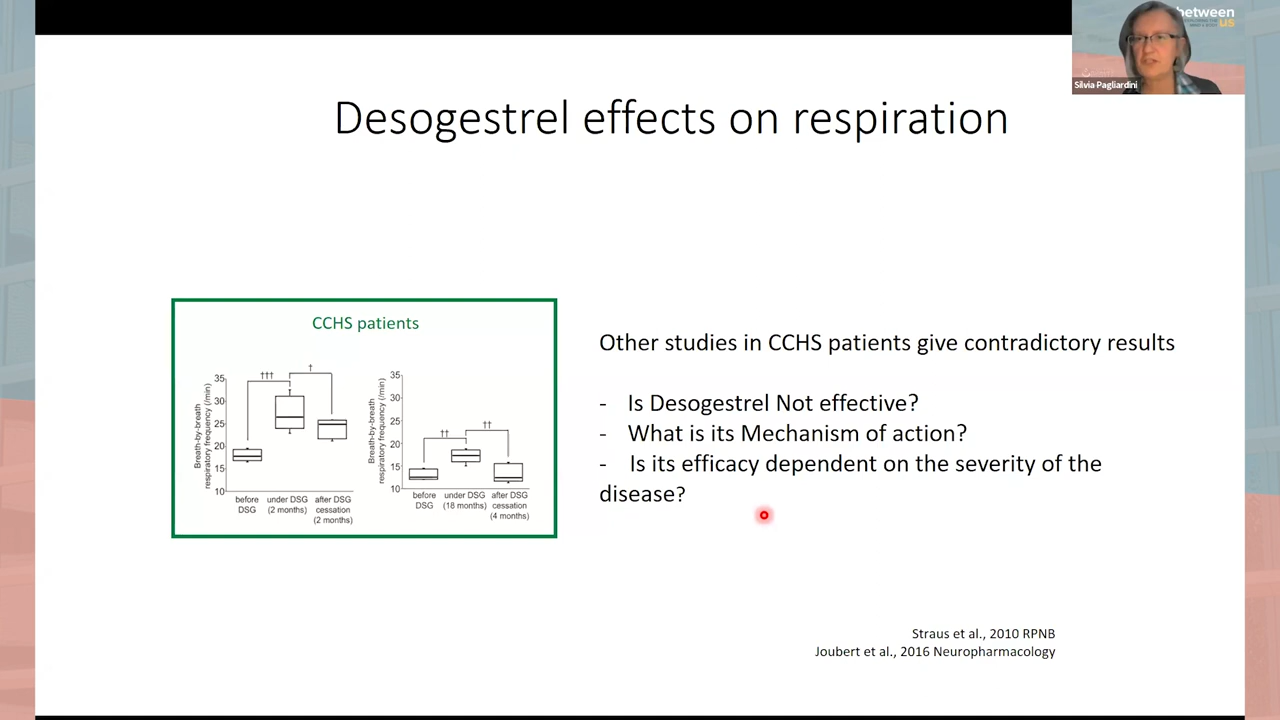 between
us
Silvia Pagliardini
Desogestrel effects on respiration
CCHS patients
Breath-by-breath
respiratory frequency (/min)
35
30
25
20
15
10
†††
†
before
DSG
under DSG
(2 months)
after DSG
cessation
(2 months)
Breath-by-breath
respiratory frequency (/min)
35
30
25
20
15
10
††
††
before
DSG
under DSG
(18 months)
after DSG
cessation
(4 months)
Other studies in CCHS patients give contradictory results
- Is Desogestrel Not effective?
- What is its Mechanism of action?
- Is its efficacy dependent on the severity of the
disease?
Straus et al., 2010 RPNB
Joubert et al., 2016 Neuropharmacology